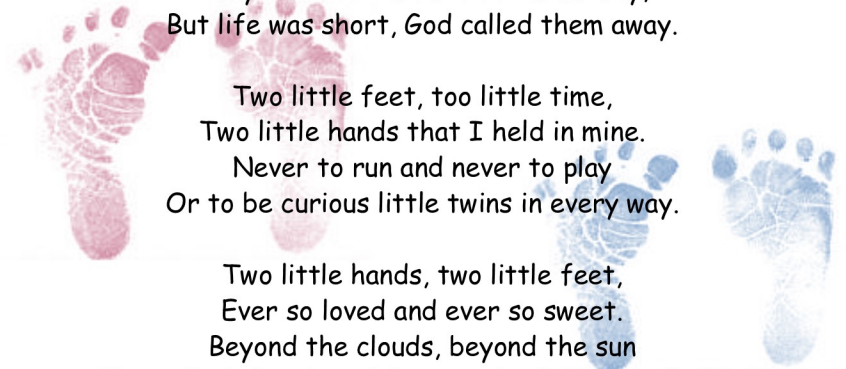 But life was short, God called them away.
Two little feet, too little time,
Two little hands that I held in mine.
Never to run and never to play
Or to be curious little twins in every way.
Two little hands, two little feet,
Ever so loved and ever so sweet.
Beyond the clouds, beyond the sun